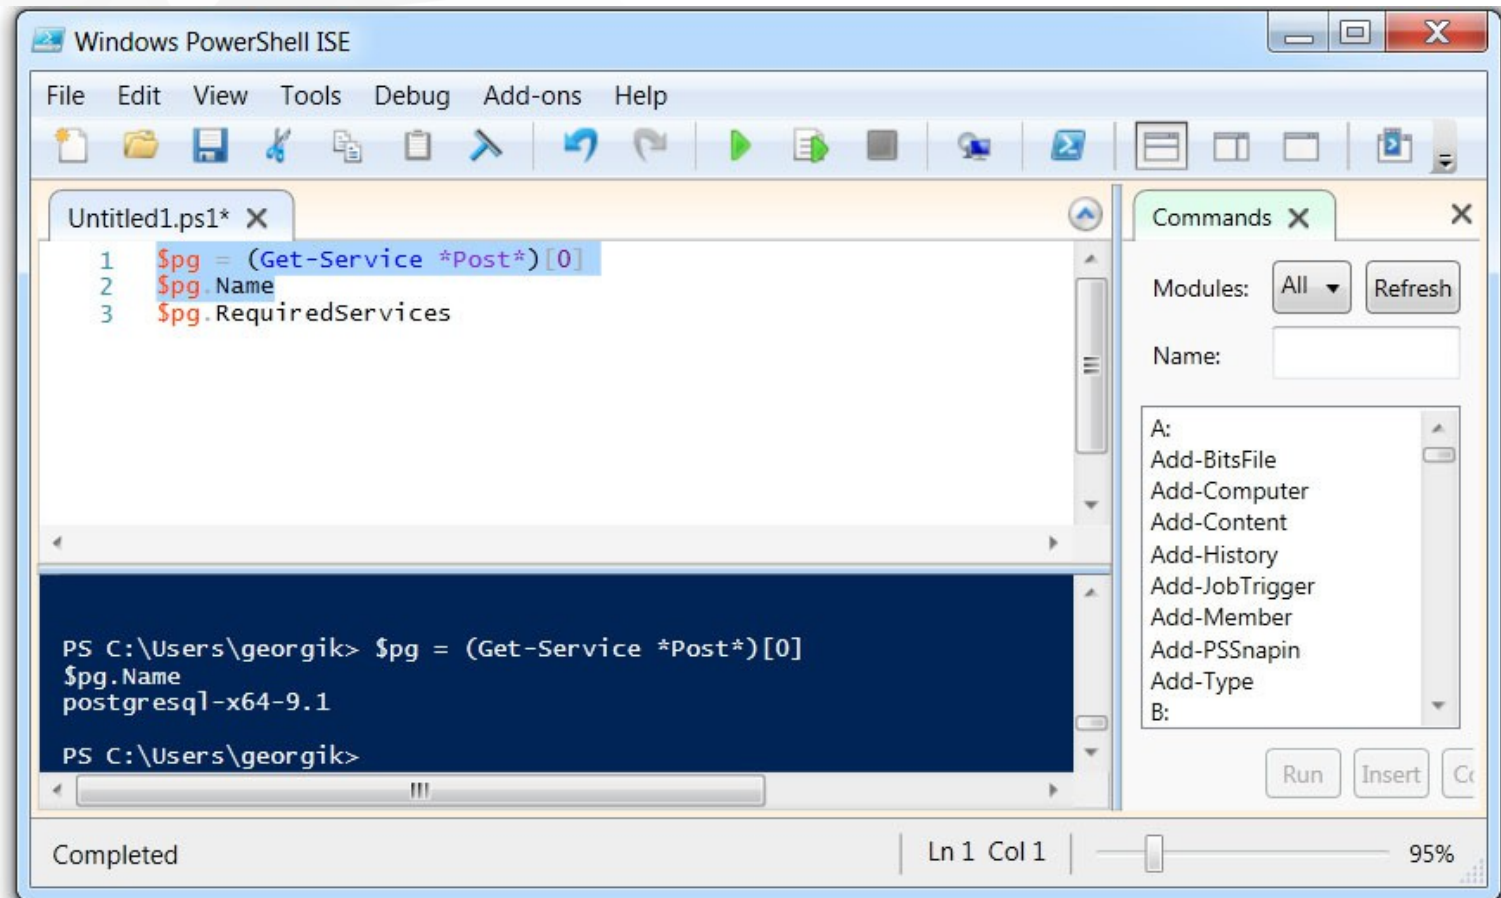 Windows PowerShell ISE
File Edit View Tools Debug Add-ons Help
Untitled1.ps1*
1 $pg = (Get-Service *Post*)[0]
2 $pg.Name
3 $pg.RequiredServices
PS C:\Users\georgik> $pg = (Get-Service *Post*)[0]
$pg.Name
postgresql-x64-9.1
PS C:\Users\georgik>
Commands
Modules: All Refresh
Name:
A:
Add-BitsFile
Add-Computer
Add-Content
Add-History
Add-JobTrigger
Add-Member
Add-PSSnapin
Add-Type
B:
Run Insert
Completed Ln 1 Col 1 95%